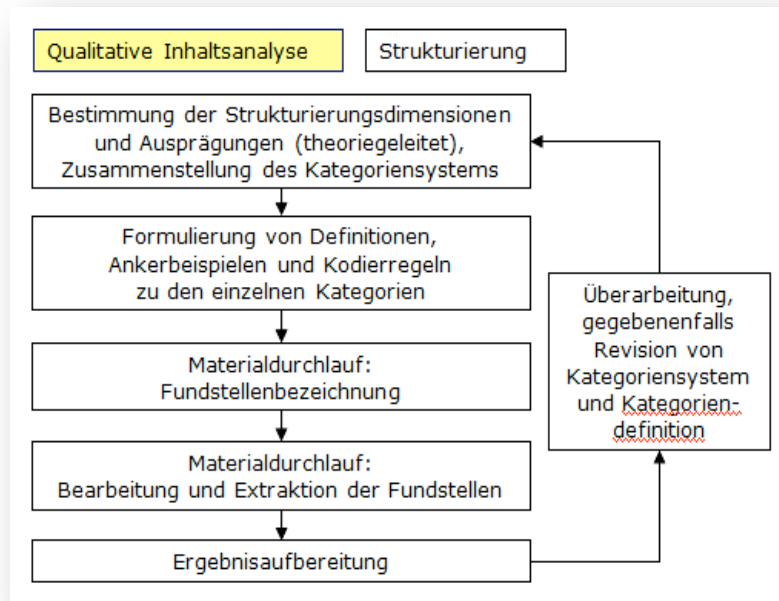 Qualitative Inhaltsanalyse
Strukturierung
Bestimmung der Strukturierungsdimensionen
und Ausprägungen (theoriegeleitet),
Zusammenstellung des Kategoriensystems
Formulierung von Definitionen,
Ankerbeispielen und Kodierregeln
zu den einzelnen Kategorien
Materialdurchlauf:
Fundstellenbezeichnung
Materialdurchlauf:
Bearbeitung und Extraktion der Fundstellen
Ergebnisaufbereitung
Überarbeitung,
gegebenenfalls
Revision von
Kategoriensystem
und Kategorien-
definition